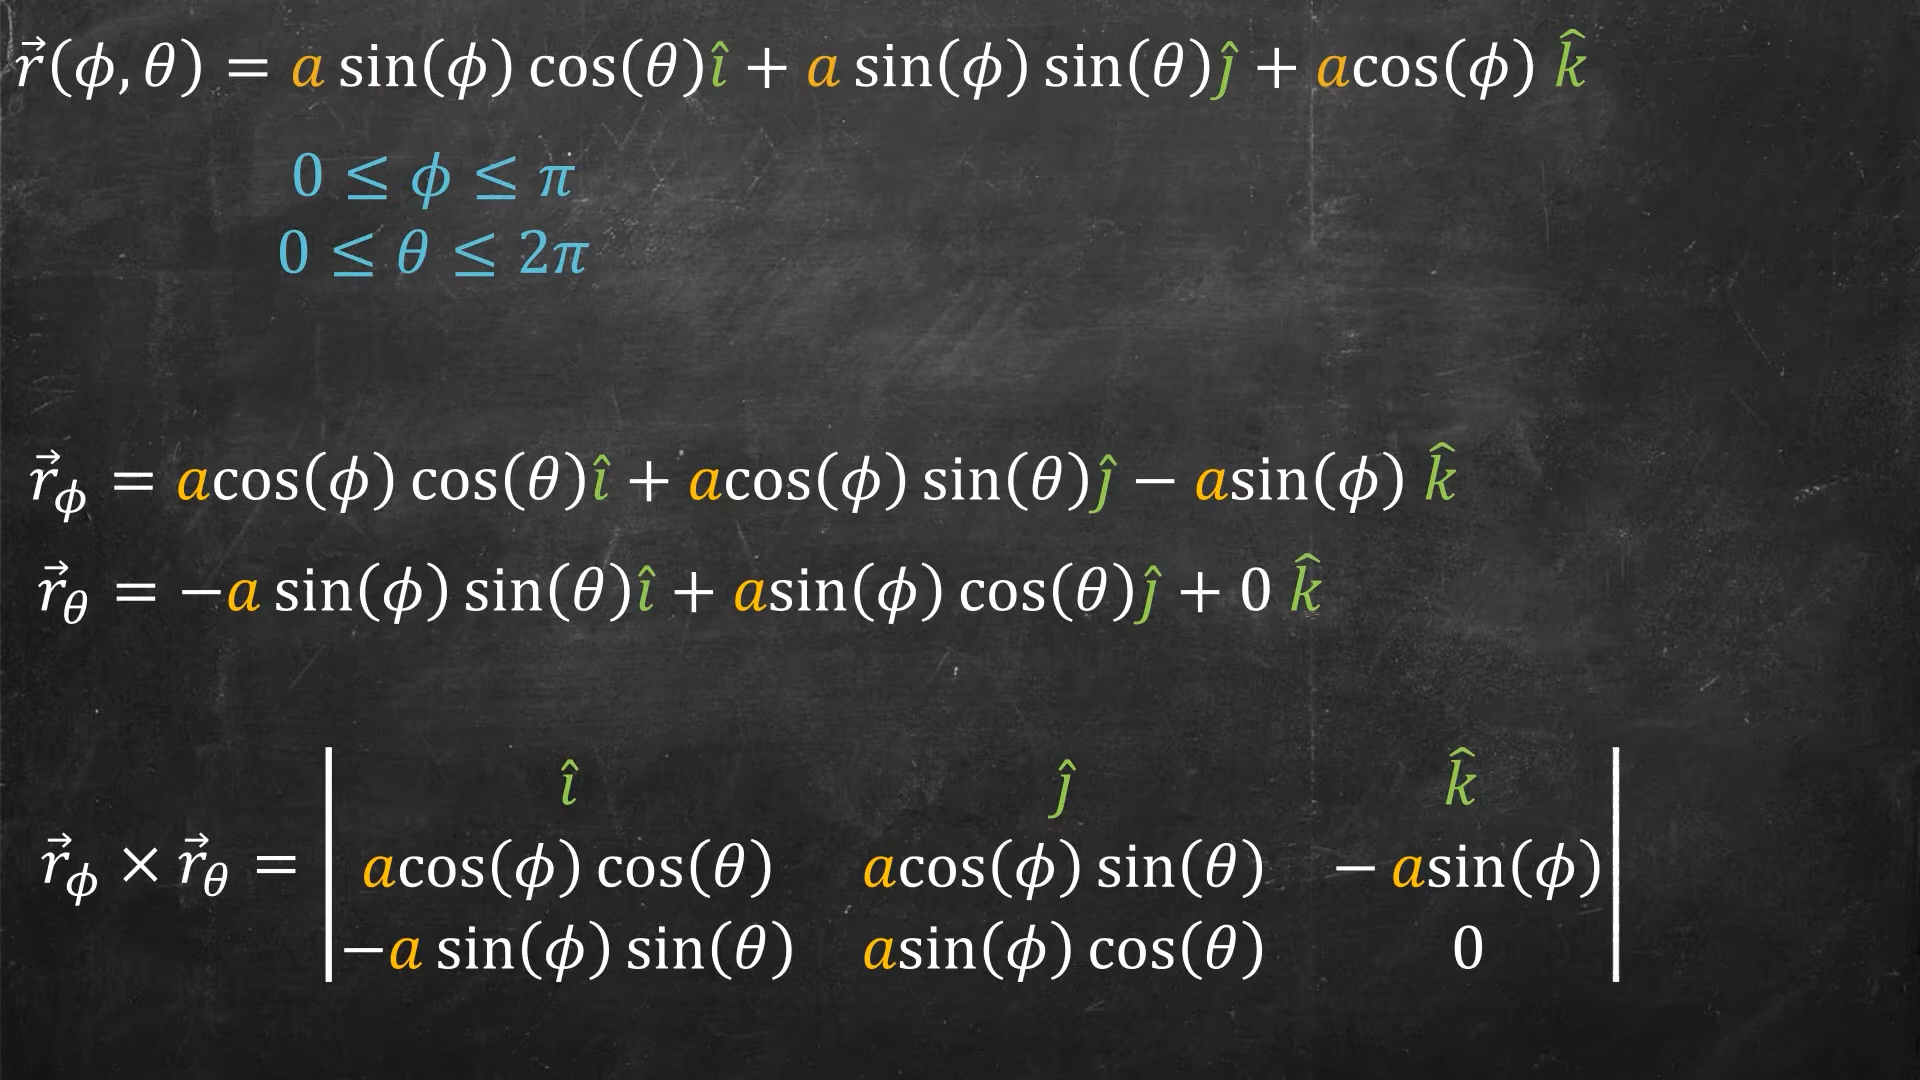 r⃗(ϕ, θ) = a sin(ϕ) cos(θ)î + a sin(ϕ) sin(θ)ĵ + acos(ϕ) k̂
0 ≤ ϕ ≤ π
0 ≤ θ ≤ 2π
r⃗_ϕ = acos(ϕ) cos(θ)î + acos(ϕ) sin(θ)ĵ − asin(ϕ) k̂
r⃗_θ = −a sin(ϕ) sin(θ)î + asin(ϕ) cos(θ)ĵ + 0 k̂
î ĵ k̂
r⃗_ϕ × r⃗_θ = | acos(ϕ) cos(θ) acos(ϕ) sin(θ) − asin(ϕ) |
−a sin(ϕ) sin(θ) asin(ϕ) cos(θ) 0